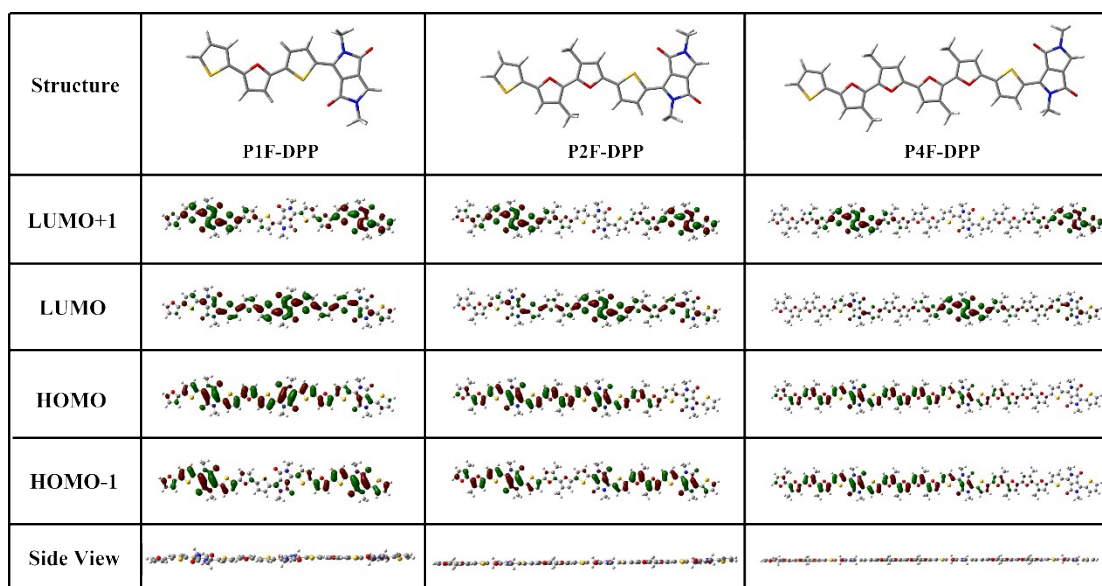 Structure
P1F-DPP
P2F-DPP
P4F-DPP
LUMO+1
LUMO
HOMO
HOMO-1
Side View